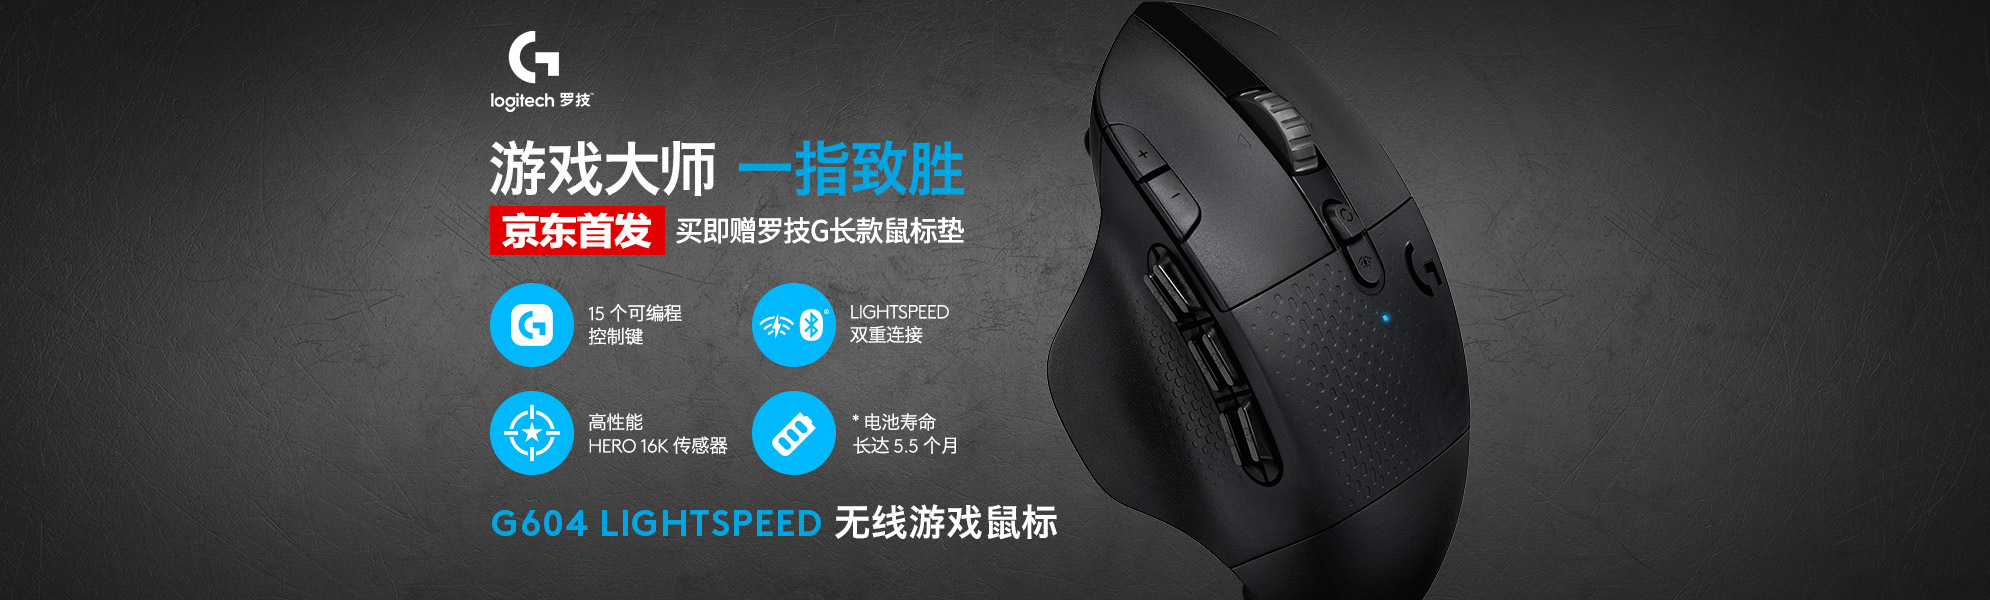 logitech 罗技™
游戏大师 一指致胜
京东首发 买即赠罗技G长款鼠标垫
15 个可编程
控制键
LIGHTSPEED
双重连接
高性能
HERO 16K 传感器
* 电池寿命
长达 5.5 个月
G604 LIGHTSPEED 无线游戏鼠标